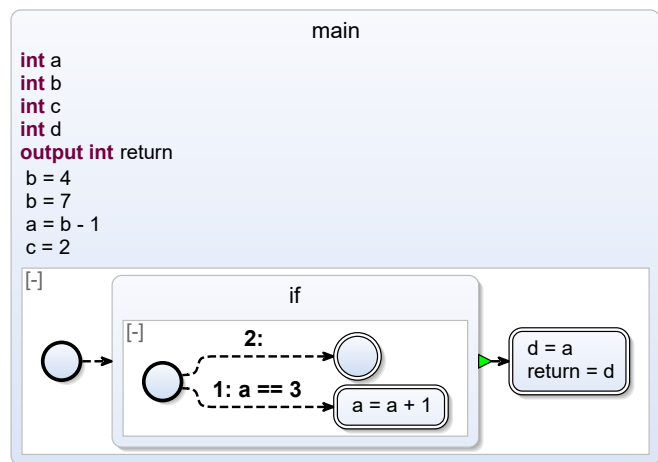 main
int a
int b
int c
int d
output int return
b = 4
b = 7
a = b - 1
c = 2
[-]
if
[-]
2:
1: a == 3
a = a + 1
d = a
return = d